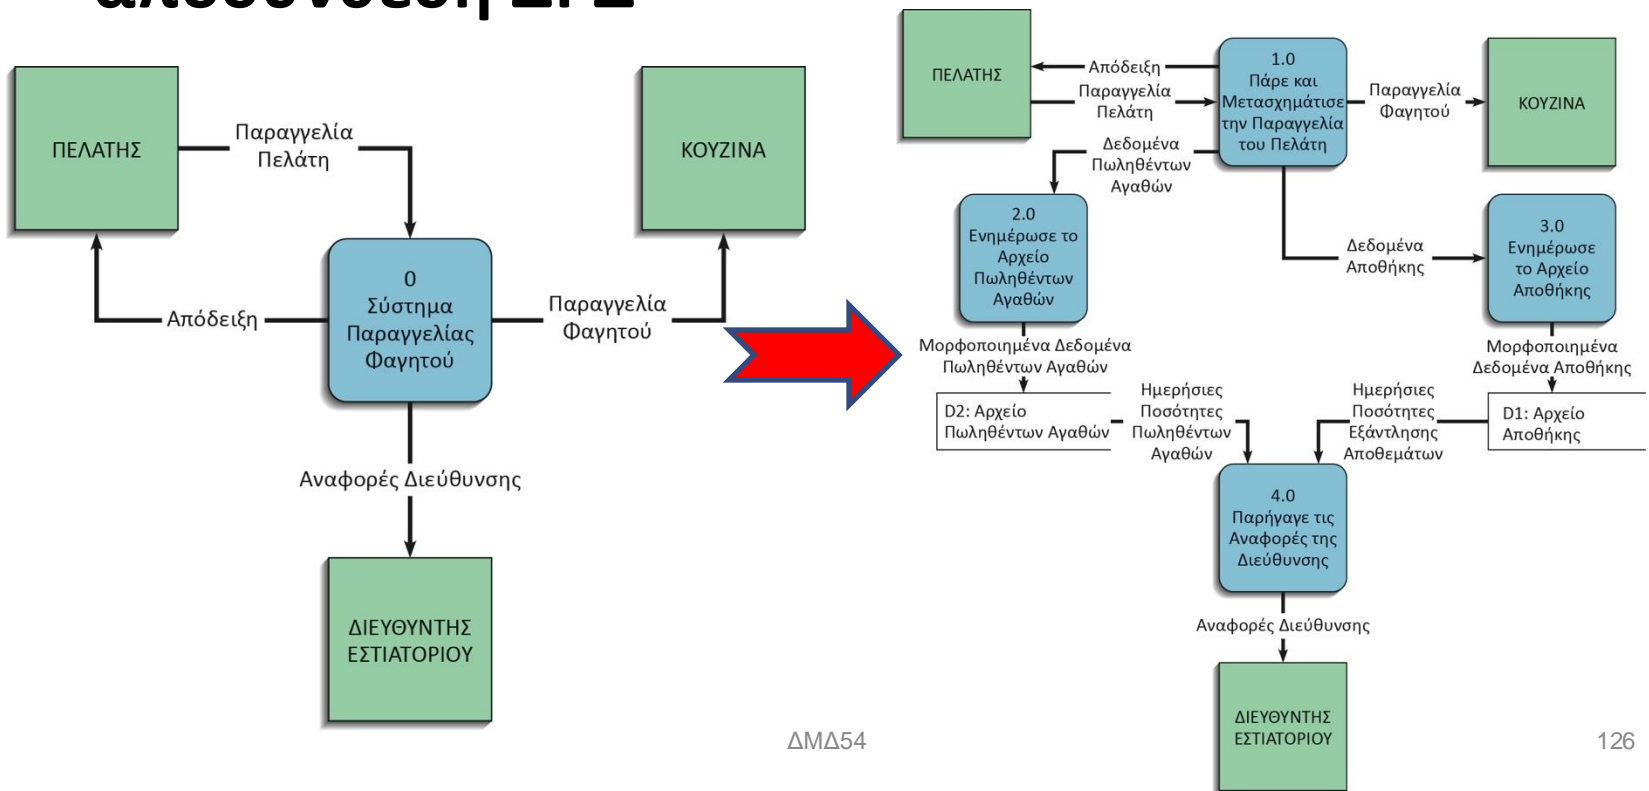 ΠΕΛΑΤΗΣ
Παραγγελία
Πελάτη
ΚΟΥΖΙΝΑ
Απόδειξη
0
Σύστημα
Παραγγελίας
Φαγητού
Παραγγελία
Φαγητού
Αναφορές Διεύθυνσης
ΔΙΕΥΘΥΝΤΗΣ
ΕΣΤΙΑΤΟΡΙΟΥ
ΠΕΛΑΤΗΣ
Απόδειξη
Παραγγελία
Πελάτη
1.0
Πάρε και
Μετασχημάτισε
την Παραγγελία
του Πελάτη
Παραγγελία
Φαγητού
ΚΟΥΖΙΝΑ
Δεδομένα
Πωληθέντων
Αγαθών
2.0
Ενημέρωσε το
Αρχείο
Πωληθέντων
Αγαθών
Δεδομένα
Αποθήκης
3.0
Ενημέρωσε
το Αρχείο
Αποθήκης
Μορφοποιημένα Δεδομένα
Πωληθέντων Αγαθών
Μορφοποιημένα
Δεδομένα Αποθήκης
D2: Αρχείο
Πωληθέντων Αγαθών
Ημερήσιες
Ποσότητες
Πωληθέντων
Αγαθών
Ημερήσιες
Ποσότητες
Εξάντλησης
Αποθεμάτων
D1: Αρχείο
Αποθήκης
4.0
Παρήγαγε τις
Αναφορές της
Διεύθυνσης
Αναφορές Διεύθυνσης
ΔΙΕΥΘΥΝΤΗΣ
ΕΣΤΙΑΤΟΡΙΟΥ
ΔΜΔ54
126